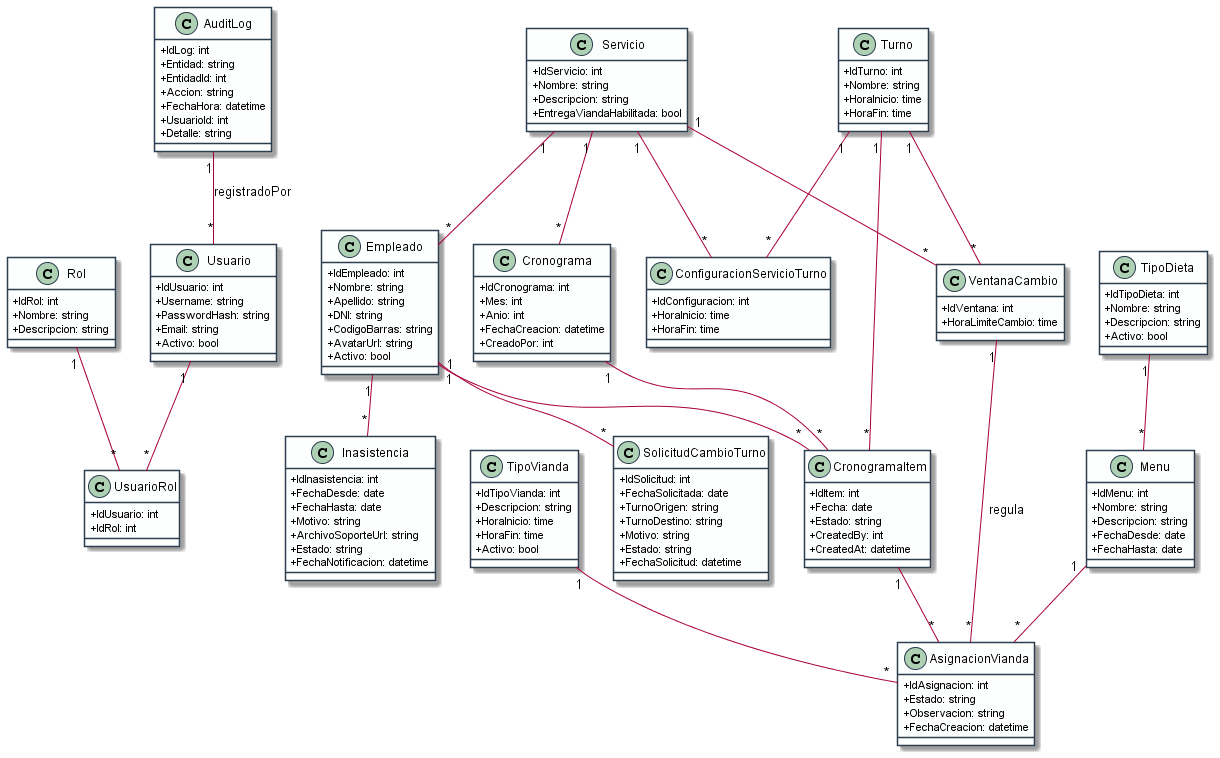 C AuditLog
+IdLog: int
+Entidad: string
+EntidadId: int
+Accion: string
+FechaHora: datetime
+UsuarioId: int
+Detalle: string
C Servicio
+IdServicio: int
+Nombre: string
+Descripcion: string
+EntregaViandaHabilitada: bool
C Turno
+IdTurno: int
+Nombre: string
+HoraInicio: time
+HoraFin: time
1
registradoPor
*
1
1
1
1
1
1
1
*
*
*
*
*
*
C Rol
+IdRol: int
+Nombre: string
+Descripcion: string
C Usuario
+IdUsuario: int
+Username: string
+PasswordHash: string
+Email: string
+Activo: bool
C Empleado
+IdEmpleado: int
+Nombre: string
+Apellido: string
+DNI: string
+CodigoBarras: string
+AvatarUrl: string
+Activo: bool
C Cronograma
+IdCronograma: int
+Mes: int
+Anio: int
+FechaCreacion: datetime
+CreadoPor: int
C ConfiguracionServicioTurno
+IdConfiguracion: int
+HoraInicio: time
+HoraFin: time
C VentanaCambio
+IdVentana: int
+HoraLimiteCambio: time
C TipoDieta
+IdTipoDieta: int
+Nombre: string
+Descripcion: string
+Activo: bool
1
1
1
1
1
1
1
1
*
*
*
*
*
*
*
*
C UsuarioRol
+IdUsuario: int
+IdRol: int
C Inasistencia
+IdInasistencia: int
+FechaDesde: date
+FechaHasta: date
+Motivo: string
+ArchivoSoporteUrl: string
+Estado: string
+FechaNotificacion: datetime
C TipoVianda
+IdTipoVianda: int
+Descripcion: string
+HoraInicio: time
+HoraFin: time
+Activo: bool
C SolicitudCambioTurno
+IdSolicitud: int
+FechaSolicitada: date
+TurnoOrigen: string
+TurnoDestino: string
+Motivo: string
+Estado: string
+FechaSolicitud: datetime
C CronogramaItem
+IdItem: int
+Fecha: date
+Estado: string
+CreatedBy: int
+CreatedAt: datetime
regula
C Menu
+IdMenu: int
+Nombre: string
+Descripcion: string
+FechaDesde: date
+FechaHasta: date
1
1
1
*
*
*
*
C AsignacionVianda
+IdAsignacion: int
+Estado: string
+Observacion: string
+FechaCreacion: datetime